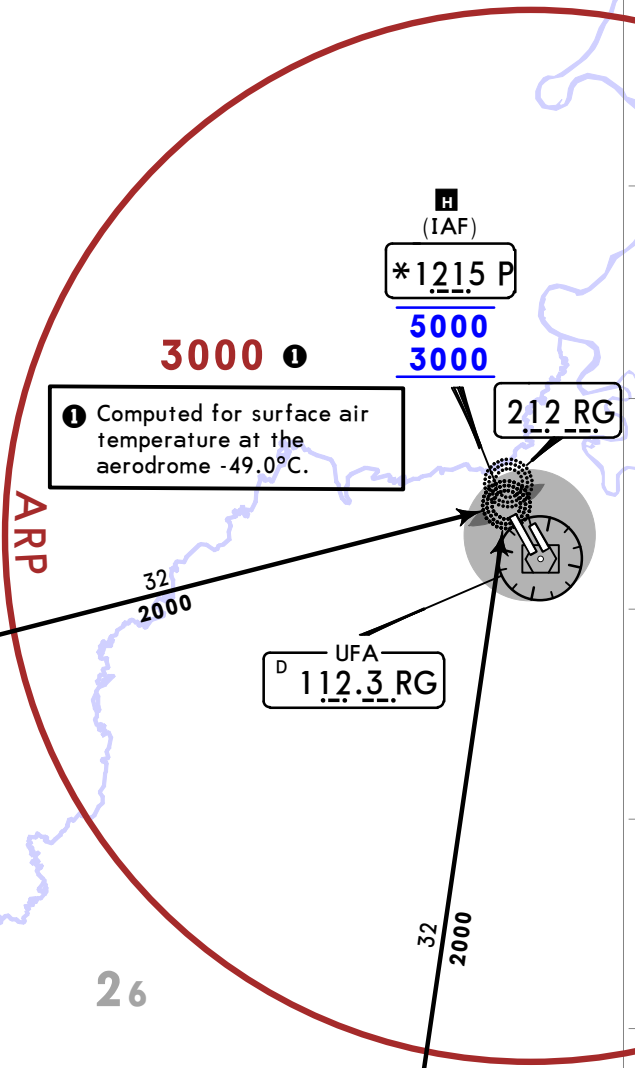 H
(IAF)
*1215 P
5000
3000
3000 ❶
212 RG
❶ Computed for surface air
temperature at the
aerodrome -49.0°C.
ARP
32
2000
UFA
D 112.3 RG
32
2000
26